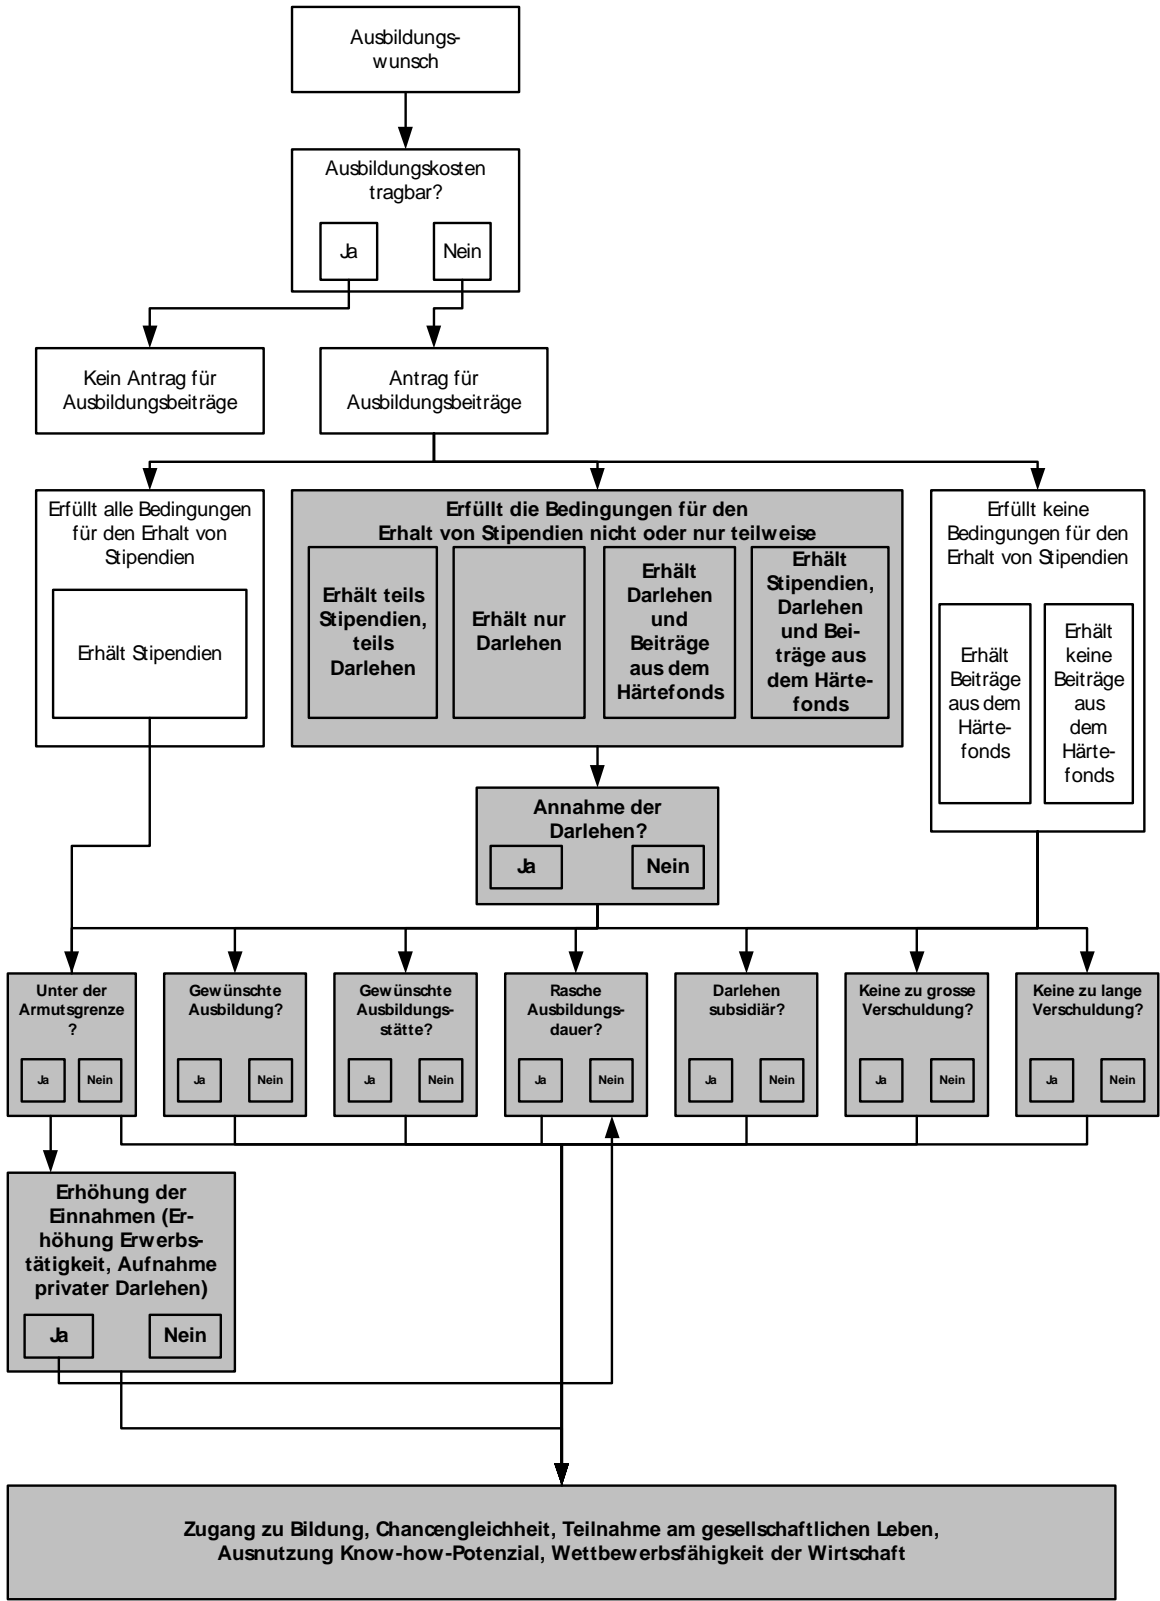 Ausbildungs-
wunsch
Ausbildungskosten
tragbar?
Ja
Nein
Kein Antrag für
Ausbildungsbeiträge
Antrag für
Ausbildungsbeiträge
Erfüllt alle Bedingungen
für den Erhalt von
Stipendien
Erhält Stipendien
Erfüllt die Bedingungen für den
Erhalt von Stipendien nicht oder nur teilweise
Erhält teils
Stipendien,
teils
Darlehen
Erhält nur
Darlehen
Erhält
Darlehen
und
Beiträge
aus dem
Härtefonds
Erhält
Stipendien,
Darlehen
und Bei-
träge aus
dem Härte-
fonds
Erfüllt keine
Bedingungen für den
Erhalt von Stipendien
Erhält
Beiträge
aus dem
Härte-
fonds
Erhält
keine
Beiträge
aus
dem
Härte-
fonds
Annahme der
Darlehen?
Ja
Nein
Unter der
Armutsgrenze
?
Ja
Nein
Gewünschte
Ausbildung?
Ja
Nein
Gewünschte
Ausbildungs-
stätte?
Ja
Nein
Rasche
Ausbildungs-
dauer?
Ja
Nein
Darlehen
subsidiär?
Ja
Nein
Keine zu grosse
Verschuldung?
Ja
Nein
Keine zu lange
Verschuldung?
Ja
Nein
Erhöhung der
Einnahmen (Er-
höhung Erwerbs-
tätigkeit, Aufnahme
privater Darlehen)
Ja
Nein
Zugang zu Bildung, Chancengleichheit, Teilnahme am gesellschaftlichen Leben,
Ausnutzung Know-how-Potenzial, Wettbewerbsfähigkeit der Wirtschaft